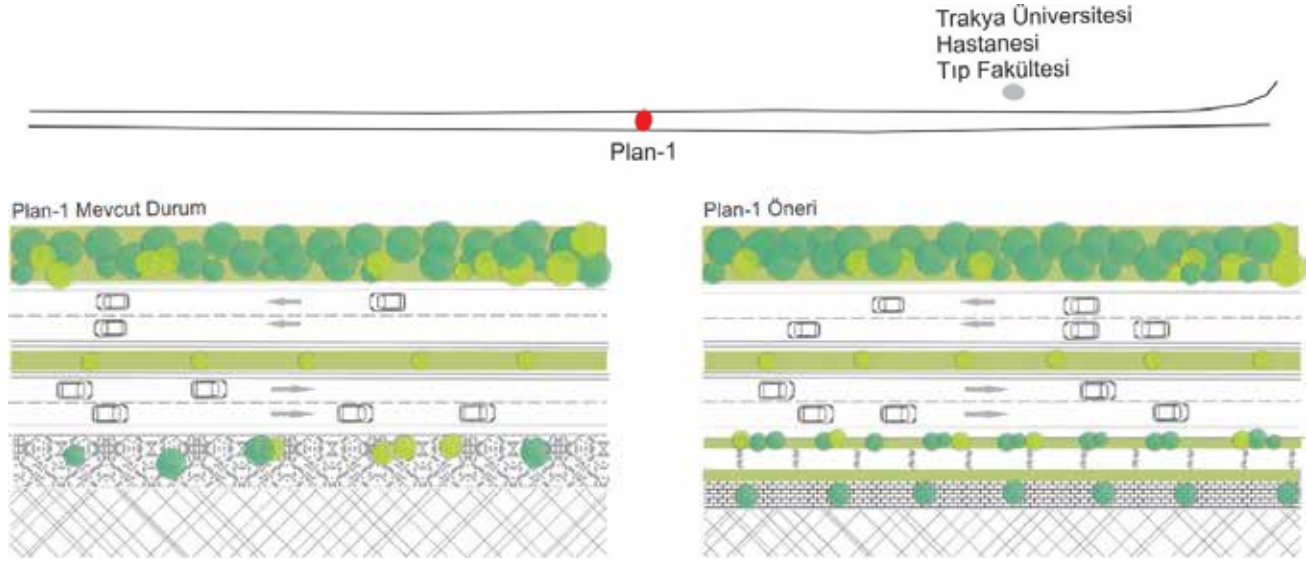 Trakya Üniversitesi
Hastanesi
Tıp Fakültesi
Plan-1
Plan-1 Mevcut Durum
Plan-1 Öneri